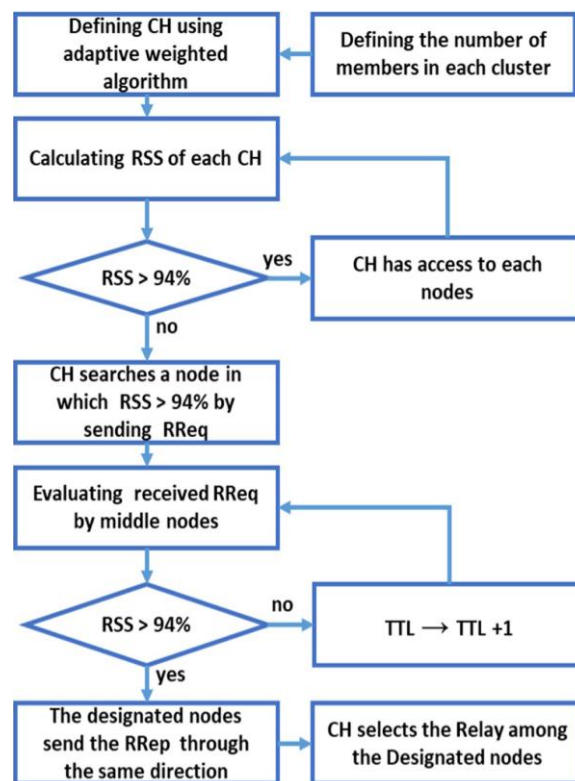 Defining CH using
adaptive weighted
algorithm
Defining the number of
members in each cluster
Calculating RSS of each CH
RSS > 94%
yes
CH has access to each
nodes
no
CH searches a node in
which RSS > 94% by
sending RReq
Evaluating received RReq
by middle nodes
RSS > 94%
no
TTL → TTL +1
yes
The designated nodes
send the RRep through
the same direction
CH selects the Relay among
the Designated nodes